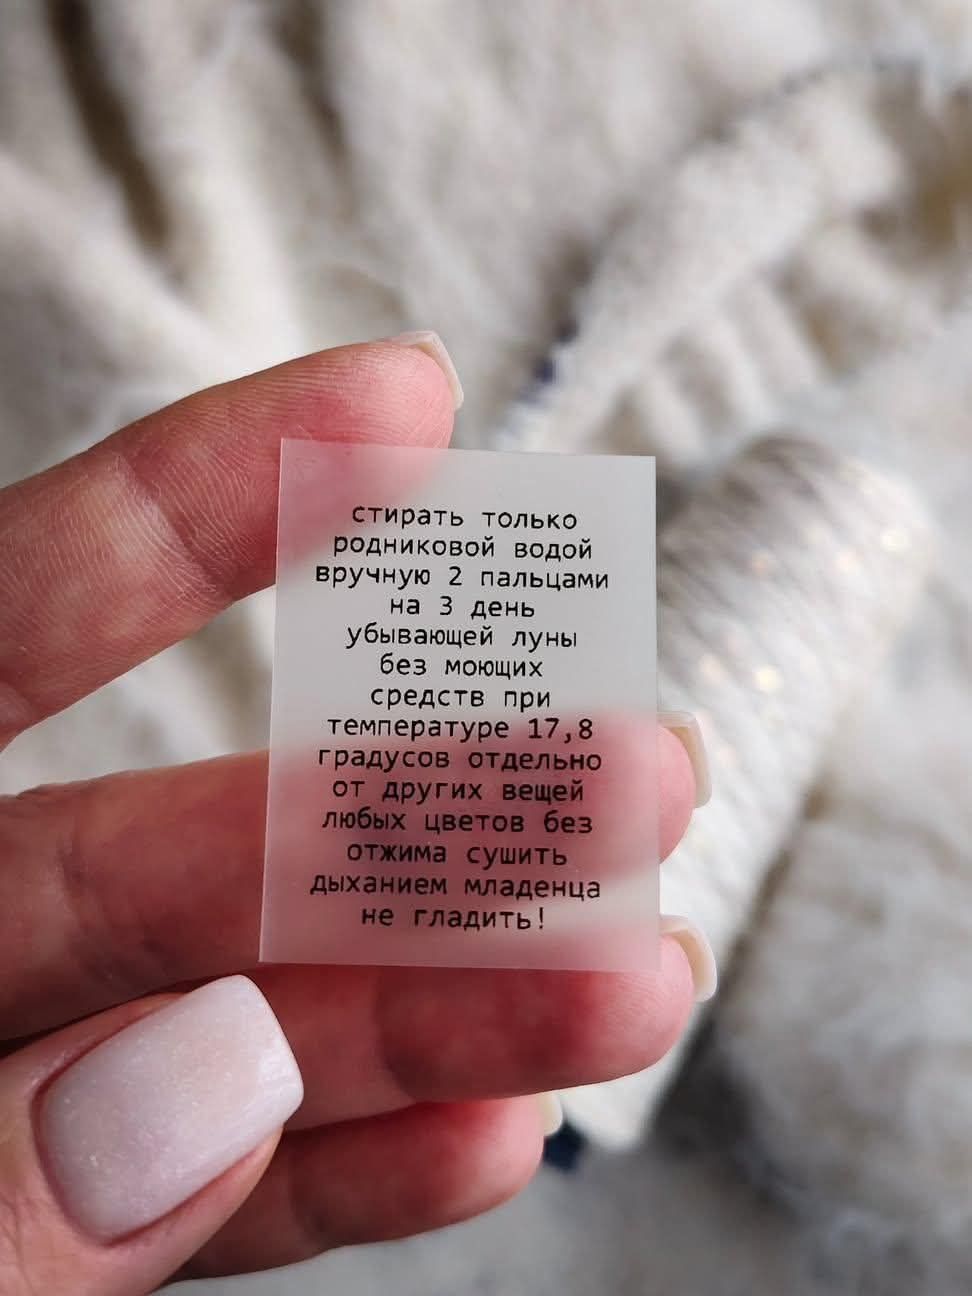 стирать только
родниковой водой
вручную 2 пальцами
на 3 день
убывающей луны
без моющих
средств при
температуре 17,8
градусов отдельно
от других вещей
любых цветов без
отжима сушить
дыханием младенца
не гладить!